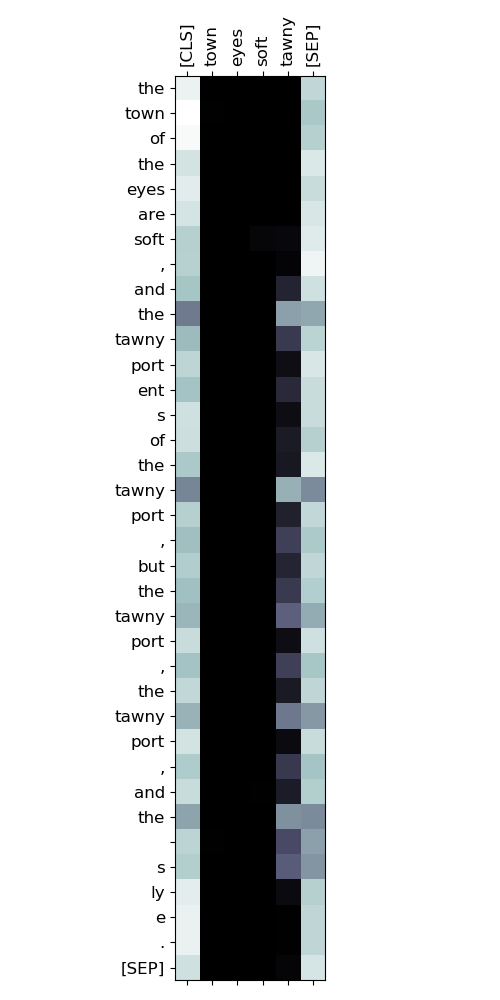 [CLS] town eyes soft tawny [SEP]
the
town
of
the
eyes
are
soft
,
and
the
tawny
port
ent
s
of
the
tawny
port
,
but
the
tawny
port
,
the
tawny
port
,
and
the
s
ly
e
.
[SEP]